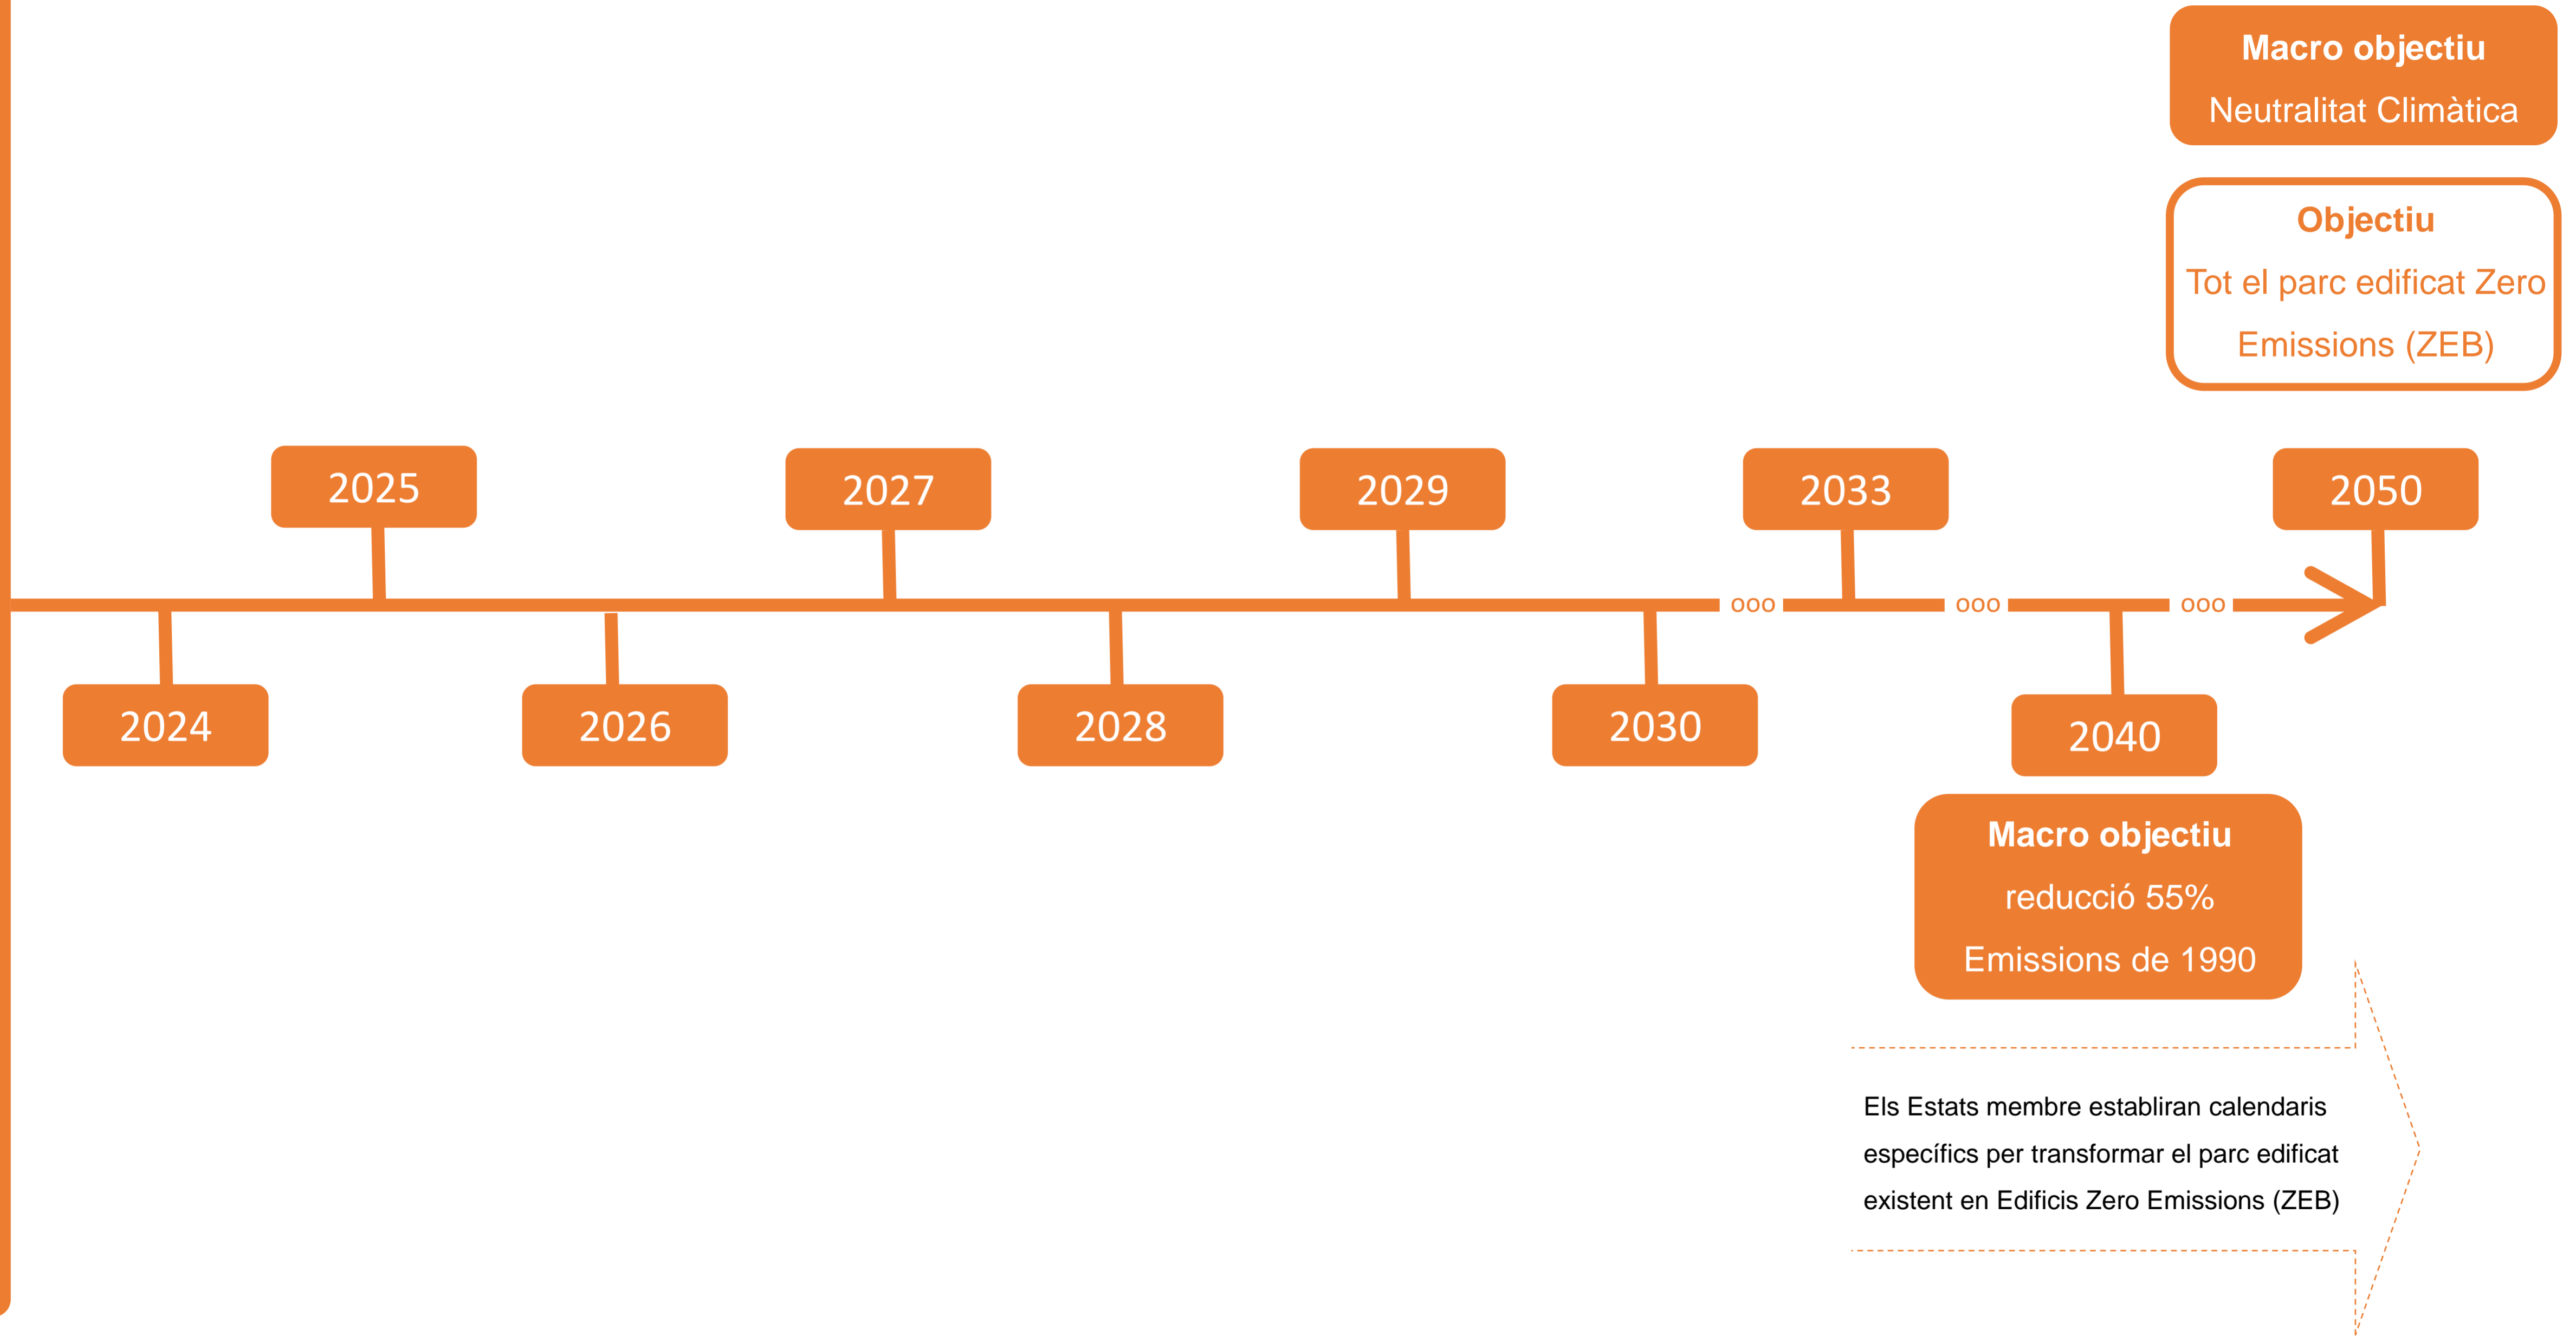 Macro objectiu
Neutralitat Climàtica
Objectiu
Tot el parc edificat Zero
Emissions (ZEB)
2025
2027
2029
2033
2050
ooo
ooo
ooo
2024
2026
2028
2030
2040
Macro objectiu
reducció 55%
Emissions de 1990
Els Estats membre establiran calendaris
específics per transformar el parc edificat
existent en Edificis Zero Emissions (ZEB)